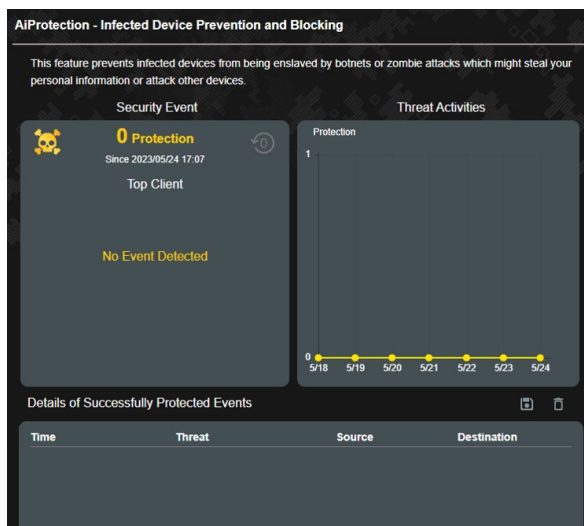 AiProtection - Infected Device Prevention and Blocking
This feature prevents infected devices from being enslaved by botnets or zombie attacks which might steal your
personal information or attack other devices.
Security Event
0 Protection
0
Since 2023/05/24 17:07
Top Client
No Event Detected
Threat Activities
Protection
1
0
5/18 5/19 5/20 5/21 5/22 5/23 5/24
Details of Successfully Protected Events
Time Threat Source Destination